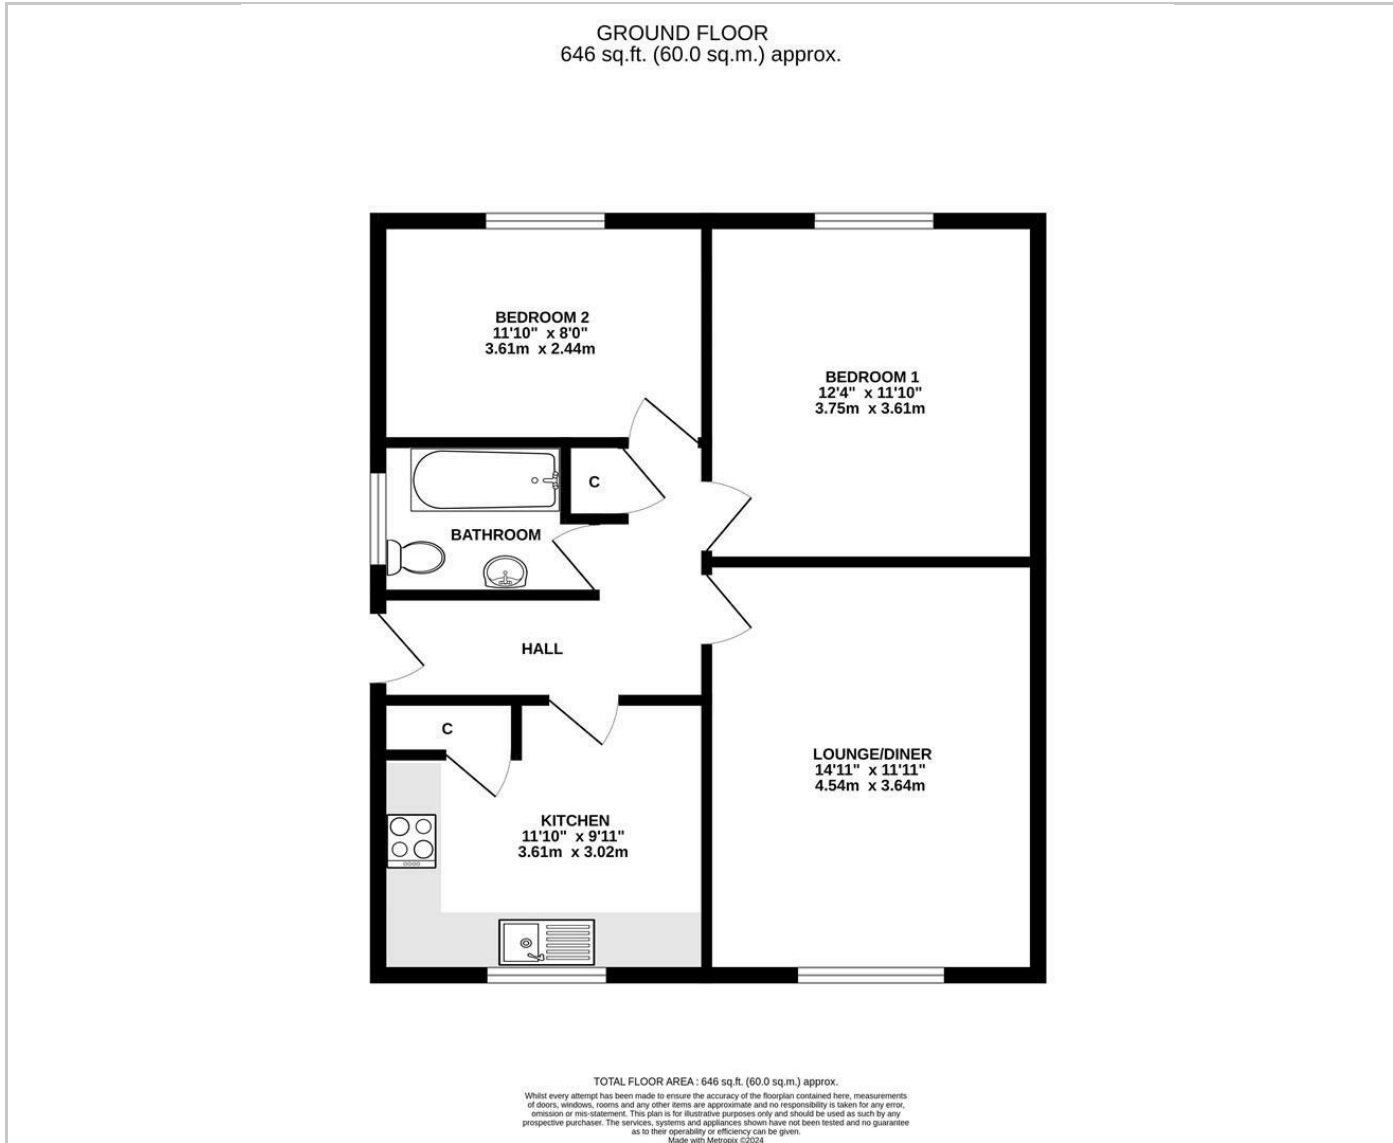 GROUND FLOOR
646 sq.ft. (60.0 sq.m.) approx.
BEDROOM 2
11'10" x 8'0"
3.61m x 2.44m
BEDROOM 1
12'4" x 11'10"
3.75m x 3.61m
C
BATHROOM
HALL
C
LOUNGE/DINER
14'11" x 11'11"
4.54m x 3.64m
KITCHEN
11'10" x 9'11"
3.61m x 3.02m
TOTAL FLOOR AREA : 646 sq.ft. (60.0 sq.m.) approx.
Whilst every attempt has been made to ensure the accuracy of the floorplan contained here, measurements
of doors, windows, rooms and any other items are approximate and no responsibility is taken for any error,
omission or mis-statement. This plan is for illustrative purposes only and should be used as such by any
prospective purchaser. The services, systems and appliances shown have not been tested and no guarantee
as to their operability or efficiency can be given.
Made with Metropix ©2024